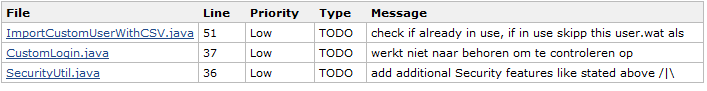 File Line Priority Type Message
ImportCustomUserWithCSV.java 51 Low TODO check if already in use, if in use skipp this user.wat als
CustomLogin.java 37 Low TODO werkt niet naar behoren om te controleren op
SecurityUtil.java 36 Low TODO add additional Security features like stated above /|\